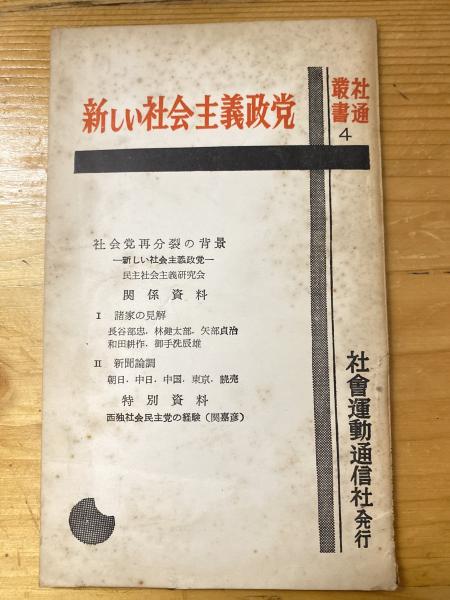 新しい社会主義政党
社通
叢書
4
社会党再分裂の背景
―新しい社会主義政党―
民主社会主義研究会
関係資料
I 諸家の見解
長谷部忠，林健太郎，矢部貞治
和田耕作，御手洗辰雄
II 新聞論調
朝日，中日，中国，東京，読売
特別資料
西独社会民主党の経験（関嘉彦）
社會運動通信社発行